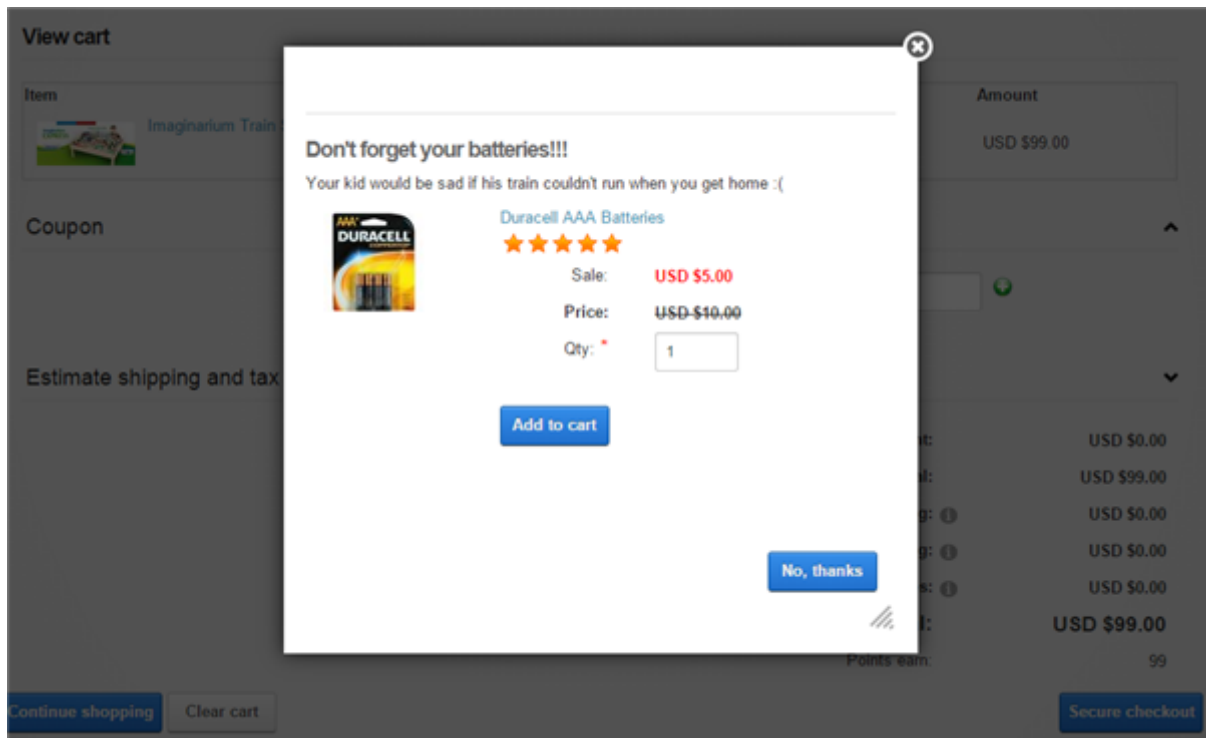 View cart
Item
Amount
Imaginarium Train
USD $99.00
Don't forget your batteries!!!
Your kid would be sad if his train couldn't run when you get home :(
AAA
DURACELL
Duracell AAA Batteries
Sale: USD $5.00
Price: USD $10.00
Qty: * 1
Add to cart
No, thanks
Coupon
Estimate shipping and tax
USD $0.00
USD $99.00
USD $0.00
USD $0.00
USD $0.00
USD $99.00
Points earn: 99
Continue shopping
Clear cart
Secure checkout